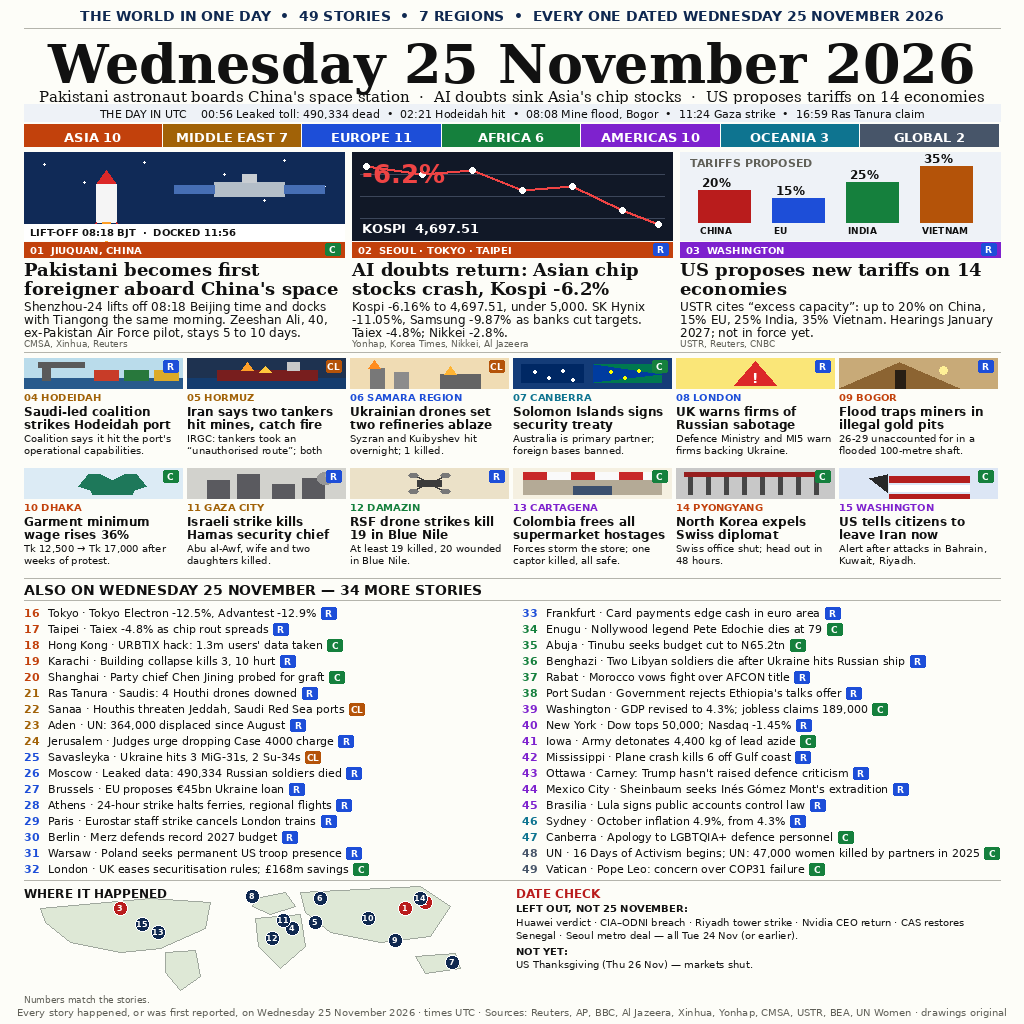 THE WORLD IN ONE DAY • 49 STORIES • 7 REGIONS • EVERY ONE DATED WEDNESDAY 25 NOVEMBER 2026
Wednesday 25 November 2026
Pakistani astronaut boards China's space station · AI doubts sink Asia's chip stocks · US proposes tariffs on 14 economies
THE DAY IN UTC 00:56 Leaked toll: 490,334 dead • 02:21 Hodeidah hit • 08:08 Mine flood, Bogor • 11:24 Gaza strike • 16:59 Ras Tanura claim
ASIA 10
MIDDLE EAST 7
EUROPE 11
AFRICA 6
AMERICAS 10
OCEANIA 3
GLOBAL 2
LIFT-OFF 08:18 BJT · DOCKED 11:56
01 JIUQUAN, CHINA C
Pakistani becomes first
foreigner aboard China's space
Shenzhou-24 lifts off 08:18 Beijing time and docks
with Tiangong the same morning. Zeeshan Ali, 40,
ex-Pakistan Air Force pilot, stays 5 to 10 days.
CMSA, Xinhua, Reuters
-6.2%
KOSPI 4,697.51
02 SEOUL · TOKYO · TAIPEI R
AI doubts return: Asian chip
stocks crash, Kospi -6.2%
Kospi -6.16% to 4,697.51, under 5,000. SK Hynix
-11.05%, Samsung -9.87% as banks cut targets.
Taiex -4.8%; Nikkei -2.8%.
Yonhap, Korea Times, Nikkei, Al Jazeera
TARIFFS PROPOSED
20%
15%
25%
35%
CHINA
EU
INDIA
VIETNAM
03 WASHINGTON R
US proposes new tariffs on 14
economies
USTR cites “excess capacity”: up to 20% on China,
15% EU, 25% India, 35% Vietnam. Hearings January
2027; not in force yet.
USTR, Reuters, CNBC
R
04 HODEIDAH
Saudi-led coalition
strikes Hodeidah port
Coalition says it hit the port's
operational capabilities.
CL
05 HORMUZ
Iran says two tankers
hit mines, catch fire
IRGC: tankers took an
“unauthorised route”; both
CL
06 SAMARA REGION
Ukrainian drones set
two refineries ablaze
Syzran and Kuibyshev hit
overnight; 1 killed.
C
07 CANBERRA
Solomon Islands signs
security treaty
Australia is primary partner;
foreign bases banned.
! R
08 LONDON
UK warns firms of
Russian sabotage
Defence Ministry and MI5 warn
firms backing Ukraine.
R
09 BOGOR
Flood traps miners in
illegal gold pits
26-29 unaccounted for in a
flooded 100-metre shaft.
C
10 DHAKA
Garment minimum
wage rises 36%
Tk 12,500 → Tk 17,000 after
weeks of protest.
R
11 GAZA CITY
Israeli strike kills
Hamas security chief
Abu al-Awf, wife and two
daughters killed.
R
12 DAMAZIN
RSF drone strikes kill
19 in Blue Nile
At least 19 killed, 20 wounded
in Blue Nile.
C
13 CARTAGENA
Colombia frees all
supermarket hostages
Forces storm the store; one
captor killed, all safe.
C
14 PYONGYANG
North Korea expels
Swiss diplomat
Swiss office shut; head out in
48 hours.
C
15 WASHINGTON
US tells citizens to
leave Iran now
Alert after attacks in Bahrain,
Kuwait, Riyadh.
ALSO ON WEDNESDAY 25 NOVEMBER — 34 MORE STORIES
16 Tokyo · Tokyo Electron -12.5%, Advantest -12.9% R
17 Taipei · Taiex -4.8% as chip rout spreads R
18 Hong Kong · URBTIX hack: 1.3m users' data taken C
19 Karachi · Building collapse kills 3, 10 hurt R
20 Shanghai · Party chief Chen Jining probed for graft C
21 Ras Tanura · Saudis: 4 Houthi drones downed R
22 Sanaa · Houthis threaten Jeddah, Saudi Red Sea ports CL
23 Aden · UN: 364,000 displaced since August R
24 Jerusalem · Judges urge dropping Case 4000 charge R
25 Savasleyka · Ukraine hits 3 MiG-31s, 2 Su-34s CL
26 Moscow · Leaked data: 490,334 Russian soldiers died R
27 Brussels · EU proposes €45bn Ukraine loan R
28 Athens · 24-hour strike halts ferries, regional flights R
29 Paris · Eurostar staff strike cancels London trains R
30 Berlin · Merz defends record 2027 budget R
31 Warsaw · Poland seeks permanent US troop presence R
32 London · UK eases securitisation rules; £168m savings C
33 Frankfurt · Card payments edge cash in euro area R
34 Enugu · Nollywood legend Pete Edochie dies at 79 C
35 Abuja · Tinubu seeks budget cut to N65.2tn C
36 Benghazi · Two Libyan soldiers die after Ukraine hits Russian ship R
37 Rabat · Morocco vows fight over AFCON title R
38 Port Sudan · Government rejects Ethiopia's talks offer R
39 Washington · GDP revised to 4.3%; jobless claims 189,000 C
40 New York · Dow tops 50,000; Nasdaq -1.45% R
41 Iowa · Army detonates 4,400 kg of lead azide C
42 Mississippi · Plane crash kills 6 off Gulf coast R
43 Ottawa · Carney: Trump hasn't raised defence criticism R
44 Mexico City · Sheinbaum seeks Inés Gómez Mont's extradition R
45 Brasilia · Lula signs public accounts control law R
46 Sydney · October inflation 4.9%, from 4.3% R
47 Canberra · Apology to LGBTQIA+ defence personnel C
48 UN · 16 Days of Activism begins; UN: 47,000 women killed by partners in 2025 C
49 Vatican · Pope Leo: concern over COP31 failure C
WHERE IT HAPPENED
3
15
13
8
6
11
4
12
5
10
1
14
9
7
Numbers match the stories.
DATE CHECK
LEFT OUT, NOT 25 NOVEMBER:
Huawei verdict · CIA–ODNI breach · Riyadh tower strike · Nvidia CEO return · CAS restores
Senegal · Seoul metro deal — all Tue 24 Nov (or earlier).
NOT YET:
US Thanksgiving (Thu 26 Nov) — markets shut.
Every story happened, or was first reported, on Wednesday 25 November 2026 · times UTC · Sources: Reuters, AP, BBC, Al Jazeera, Xinhua, Yonhap, CMSA, USTR, BEA, UN Women · drawings original